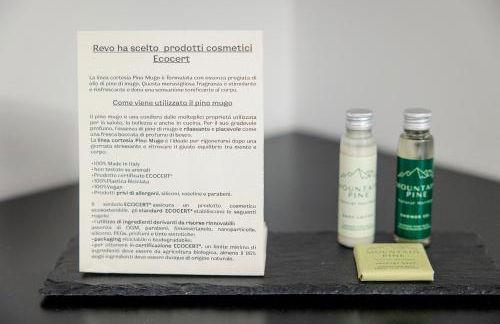 Revo ha scelto prodotti cosmetici
Ecocert
La linea cortesia Pino Mugo è formulata con essenza pregiata di
olio di pino di mugo. Questa meravigliosa fragranza è stimolante
e rinfrescante e dona una sensazione tonificante al corpo.
Come viene utilizzato il pino mugo
Il pino mugo è una conifera dalle molteplici proprietà utilizzata
per la salute, la bellezza e anche in cucina. Per il suo gradevole
profumo, l'essenza di pino di mugo è rilassante e piacevole come
una fresca boccata di profumo di bosco.
La linea cortesia Pino Mugo è l'ideale per rigenerarsi dopo una
giornata stressante e ritrovare il giusto equilibrio tra mente e
corpo.
•100% Made in Italy
•Non testato su animali
•Prodotto certificato ECOCERT®
•100% Plastica Riciclata
•100% Vegan
•Prodotti privi di allergeni, siliconi, vaseline e parabeni.
Il simbolo ECOCERT® assicura un prodotto cosmetico
ecosostenibile, gli standard ECOCERT® stabiliscono le seguenti
regole:
-l'utilizzo di ingredienti derivanti da risorse rinnovabili
assenza di OGM, parabeni, fenossietanolo, nanoparticelle,
silicone, PEGs, profumi e tinte sintetiche;
-packaging riciclabile o biodegradabile;
-per ottenere la certificazione ECOCERT®, un limite minimo di
ingredienti deve essere da agricoltura biologica, almeno il 95%
degli ingredienti deve essere dunque di origine naturale.
MOUNTAIN
PINE
BODY LOTION
MOUNTAIN
PINE
SHOWER GEL
MOUNTAIN
PINE